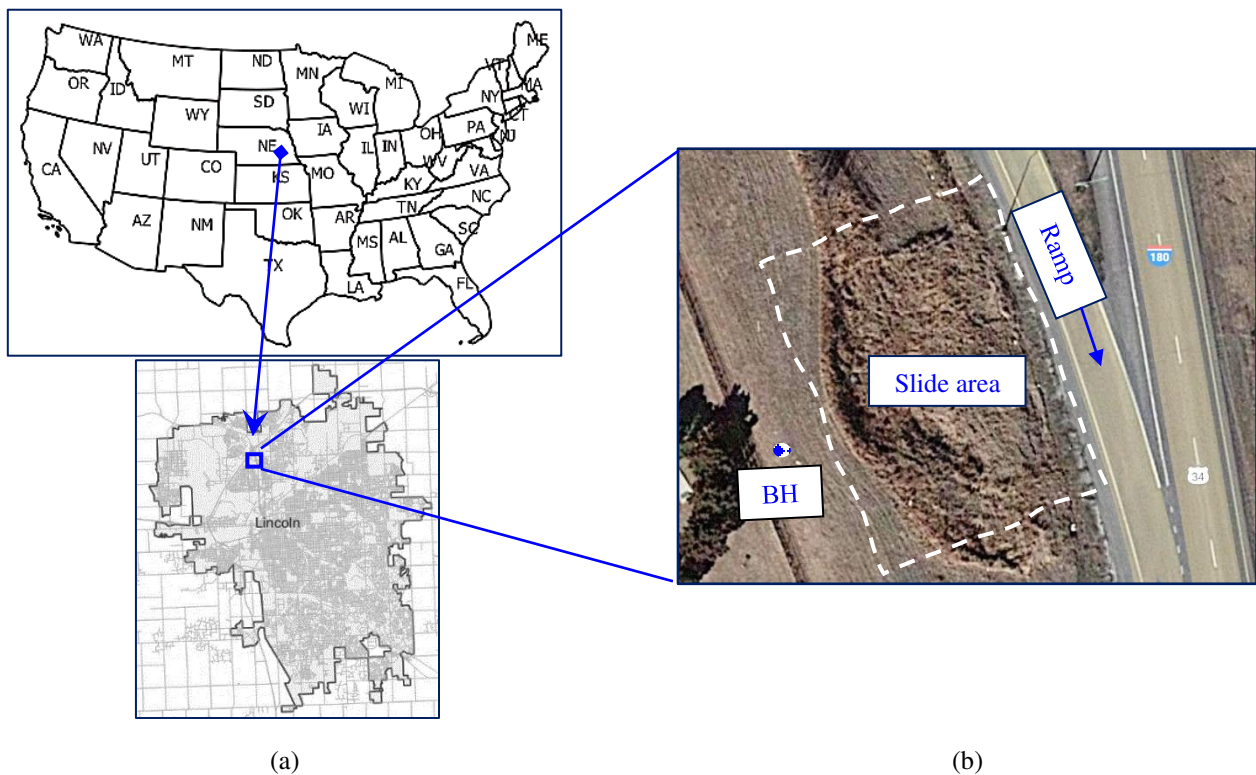 WA
MT
ND
MN
ME
VT
OR
ID
SD
WI
MI
NY
MA
CT
WY
NE
IA
IL
IN
OH
PA
NJ
CA
NV
UT
CO
KS
MO
WV
VA
KY
NC
AZ
NM
OK
AR
TN
SC
MS
AL
GA
TX
LA
FL
Lincoln
Ramp
180
Slide area
34
BH
(a)
(b)